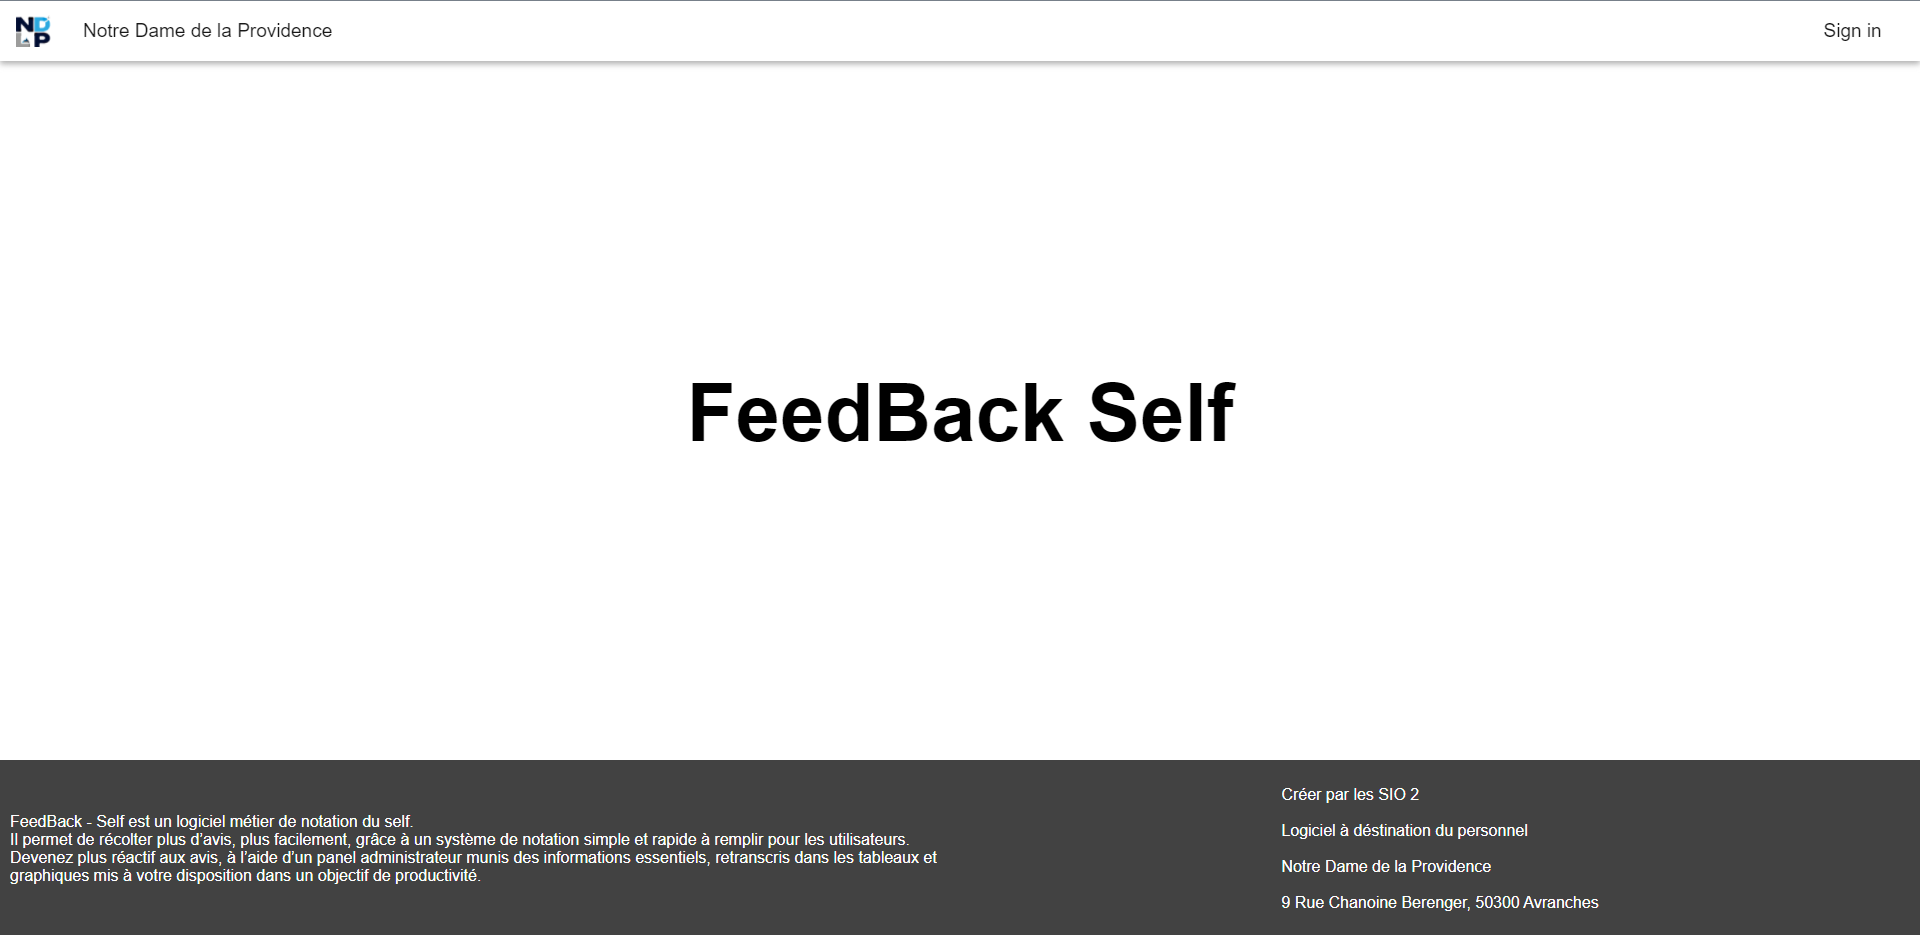 NDLP
Notre Dame de la Providence
Sign in
FeedBack Self
FeedBack - Self est un logiciel métier de notation du self.
Il permet de récolter plus d’avis, plus facilement, grâce à un système de notation simple et rapide à remplir pour les utilisateurs.
Devenez plus réactif aux avis, à l’aide d’un panel administrateur munis des informations essentiels, retranscris dans les tableaux et
graphiques mis à votre disposition dans un objectif de productivité.
Créer par les SIO 2
Logiciel à déstination du personnel
Notre Dame de la Providence
9 Rue Chanoine Berenger, 50300 Avranches